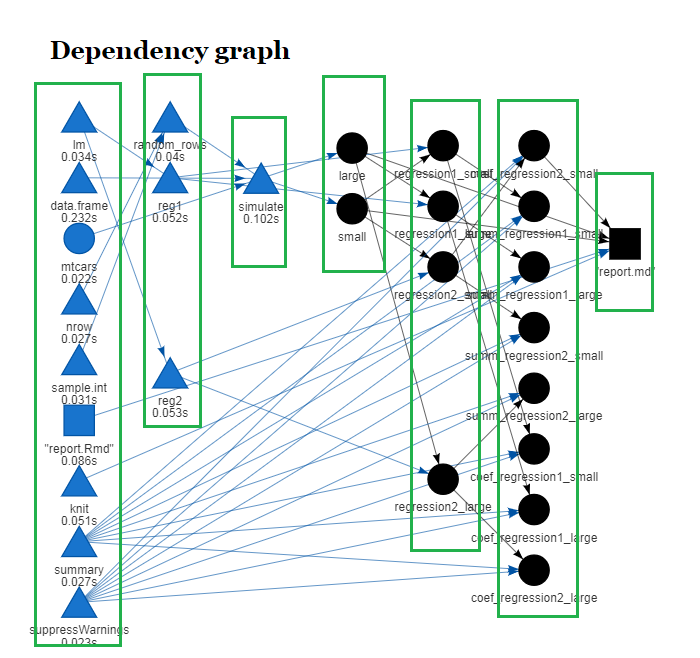 Dependency graph
lm
0.034s
data.frame
0.232s
mtcars
0.022s
nrow
0.027s
sample.int
0.031s
"report.Rmd"
0.086s
knit
0.051s
summary
0.027s
suppressWarnings
0.023s
random_rows
0.04s
reg1
0.052s
reg2
0.053s
simulate
0.102s
large
small
regression1_small
regression1_large
regression2_small
regression2_large
coef_regression2_small
summ_regression1_small
summ_regression1_large
summ_regression2_small
summ_regression2_large
coef_regression1_small
coef_regression1_large
coef_regression2_large
"report.md"